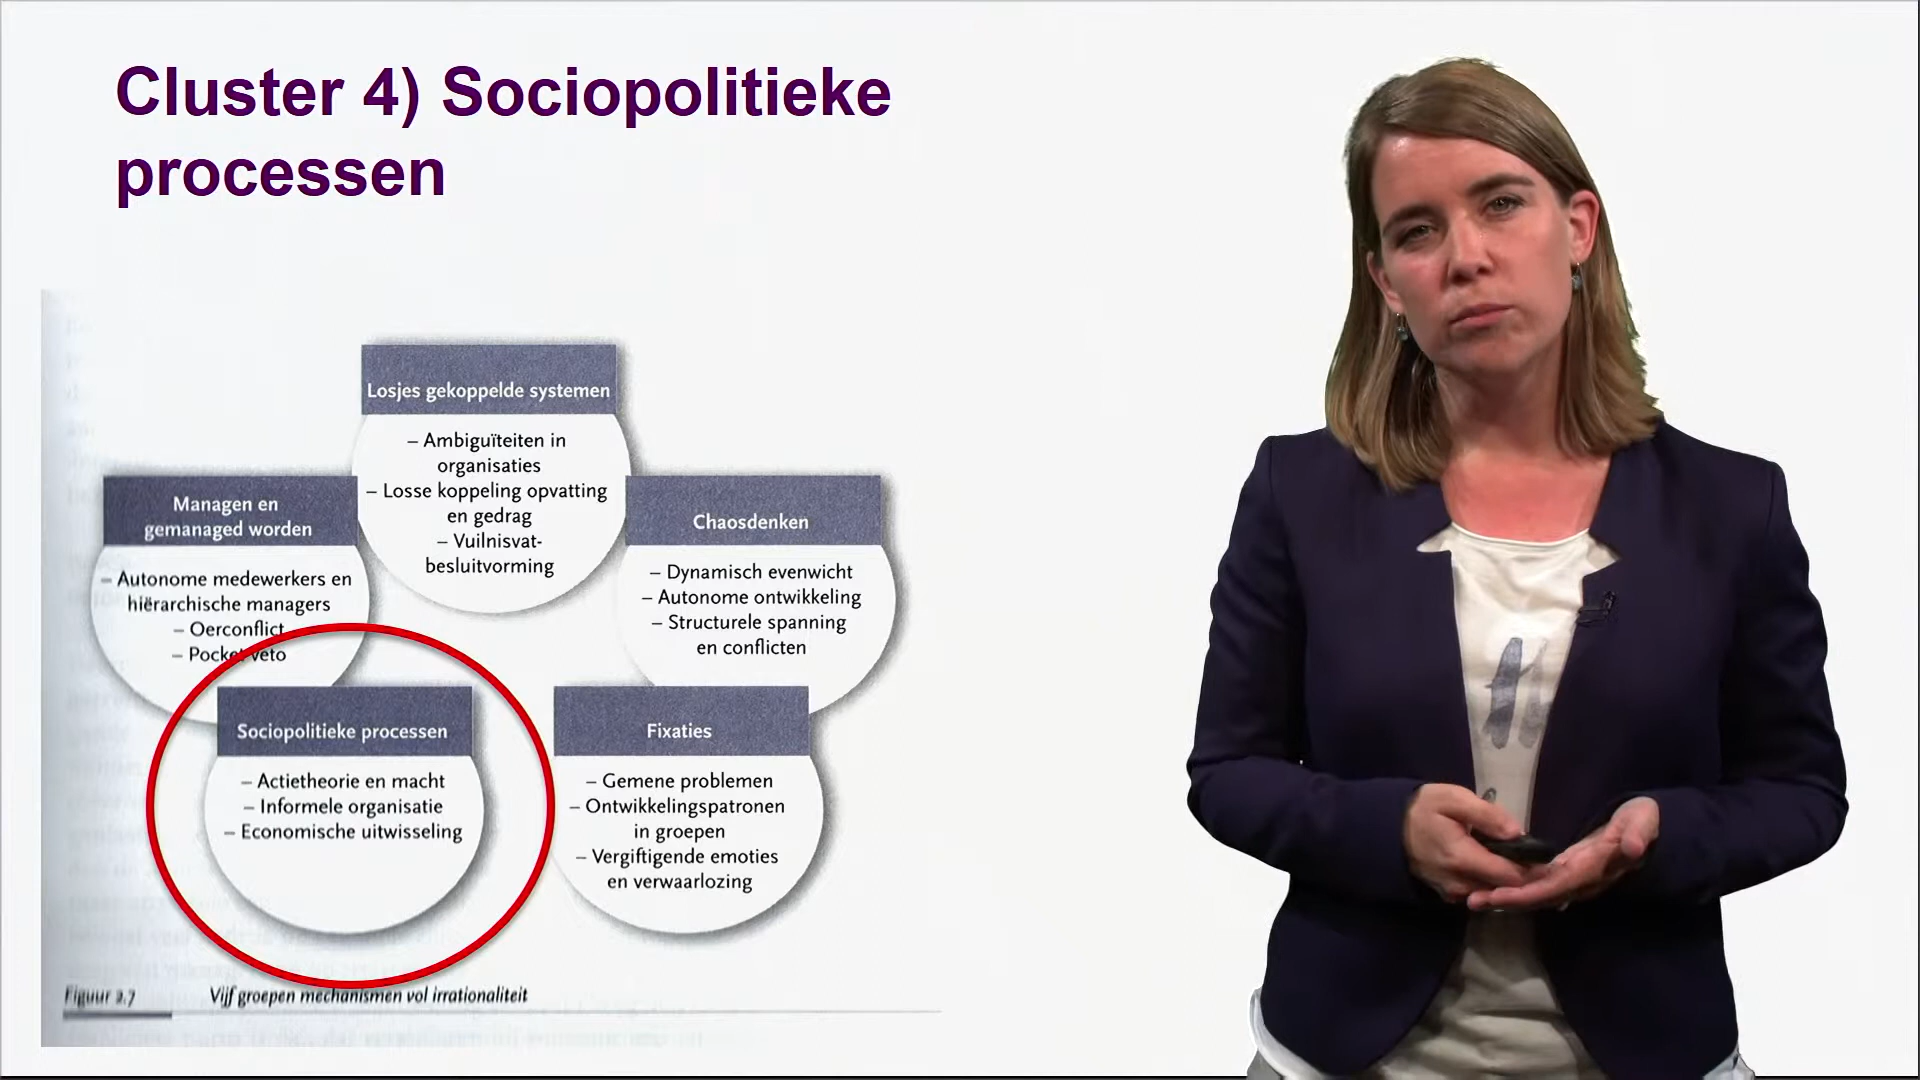 Cluster 4) Sociopolitieke
processen
Losjes gekoppelde systemen
– Ambiguïteiten in
organisaties
– Losse koppeling opvatting
en gedrag
– Vuilnisvat-
besluitvorming
Managen en
gemanaged worden
– Autonome medewerkers en
hiërarchische managers
– Oerconflict
– Pocket veto
Chaosdenken
– Dynamisch evenwicht
– Autonome ontwikkeling
– Structurele spanning
en conflicten
Sociopolitieke processen
– Actietheorie en macht
– Informele organisatie
– Economische uitwisseling
Fixaties
– Gemene problemen
– Ontwikkelingspatronen
in groepen
– Vergiftigende emoties
en verwaarlozing
Figuur 2.7 Vijf groepen mechanismen vol irrationaliteit